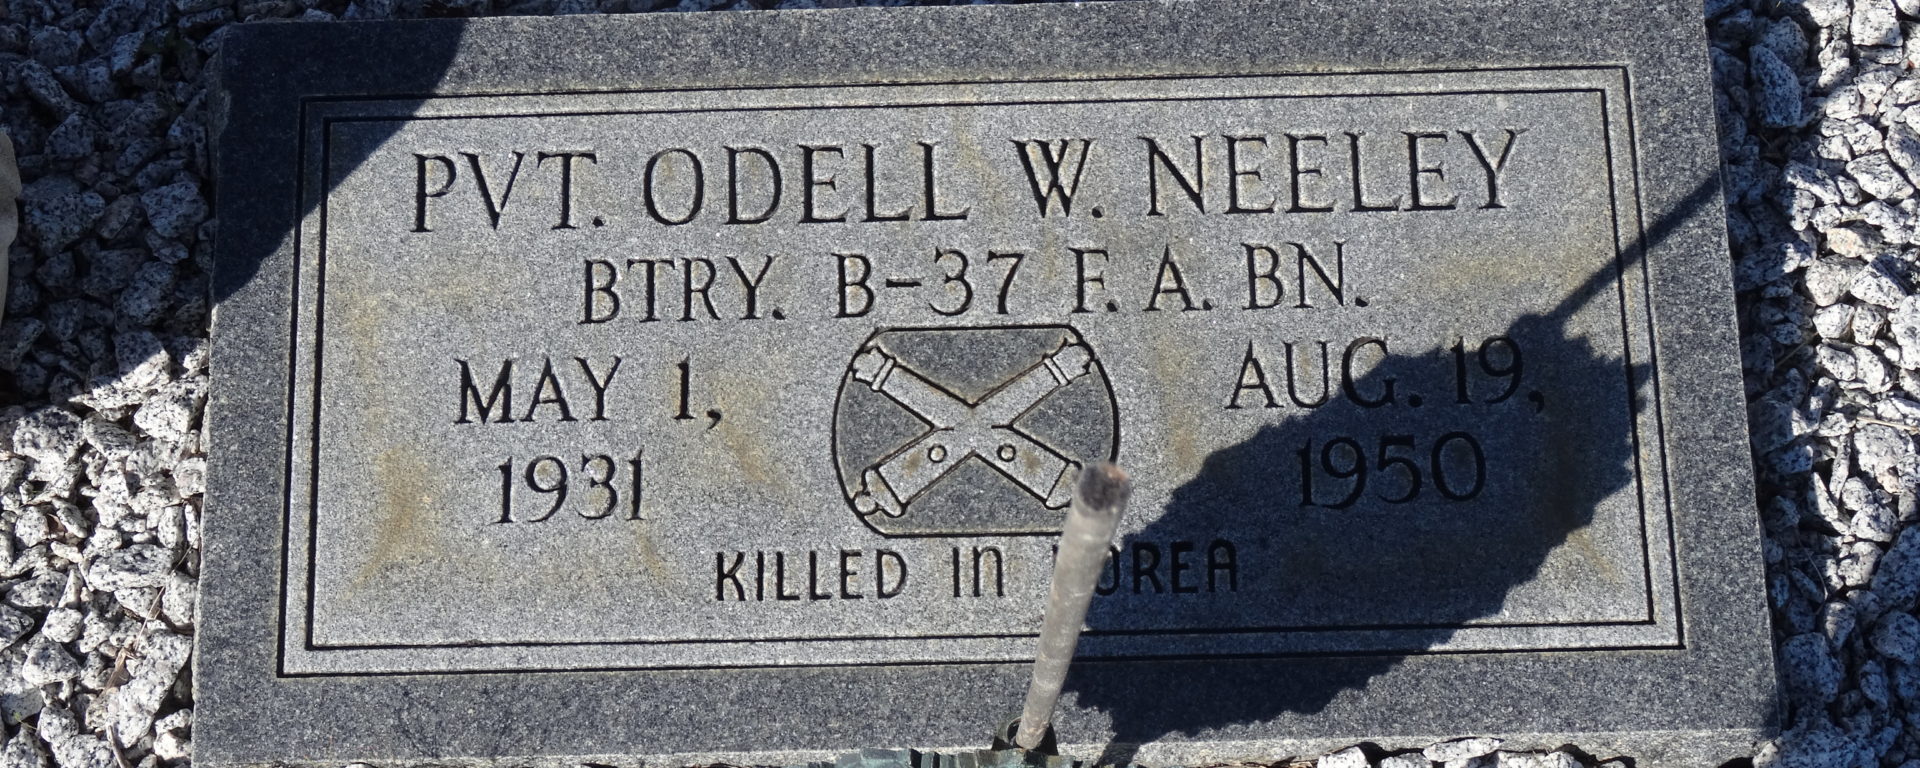 PVT. ODELL W. NEELEY
BTRY. B-37 F. A. BN.
MAY 1, 1931
AUG. 19, 1950
KILLED IN KOREA